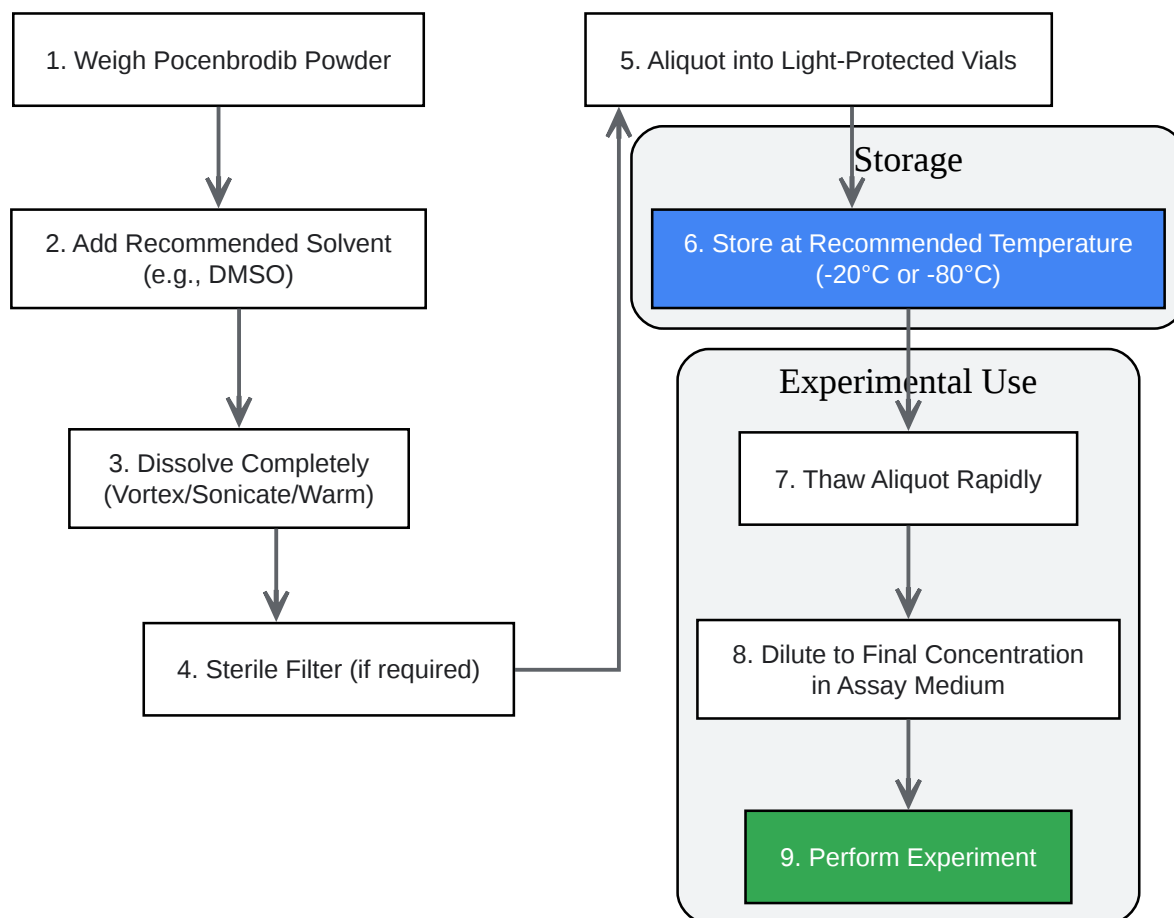 1. Weigh Pocenbrodib Powder
2. Add Recommended Solvent
(e.g., DMSO)
3. Dissolve Completely
(Vortex/Sonicate/Warm)
4. Sterile Filter (if required)
5. Aliquot into Light-Protected Vials
Storage
6. Store at Recommended Temperature
(-20°C or -80°C)
Experimental Use
7. Thaw Aliquot Rapidly
8. Dilute to Final Concentration
in Assay Medium
9. Perform Experiment